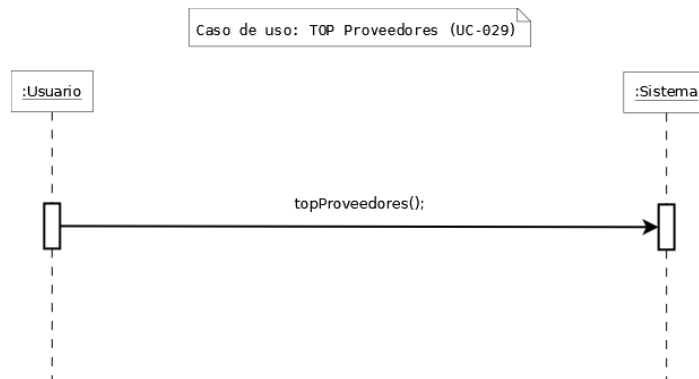 Caso de uso: TOP Proveedores (UC-029)
:Usuario
:Sistema
topProveedores();